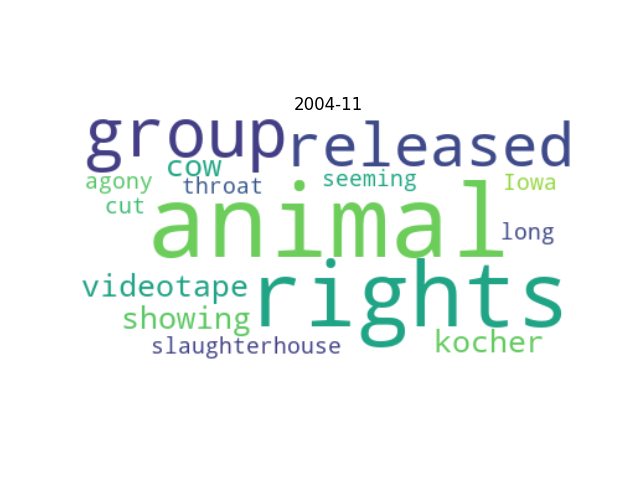 2004-11
group released
cow
agony throat seeming Iowa
cut animal long
videotape rights
showing
slaughterhouse kocher